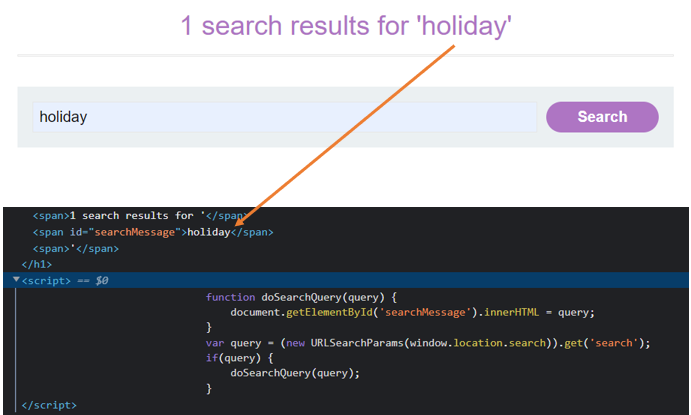 1 search results for 'holiday'
holiday
Search
<span>1 search results for '</span>
<span id="searchMessage">holiday</span>
<span>'</span>
</h1>
<script> == $0
function doSearchQuery(query) {
document.getElementById('searchMessage').innerHTML = query;
}
var query = (new URLSearchParams(window.location.search)).get('search');
if(query) {
doSearchQuery(query);
}
</script>